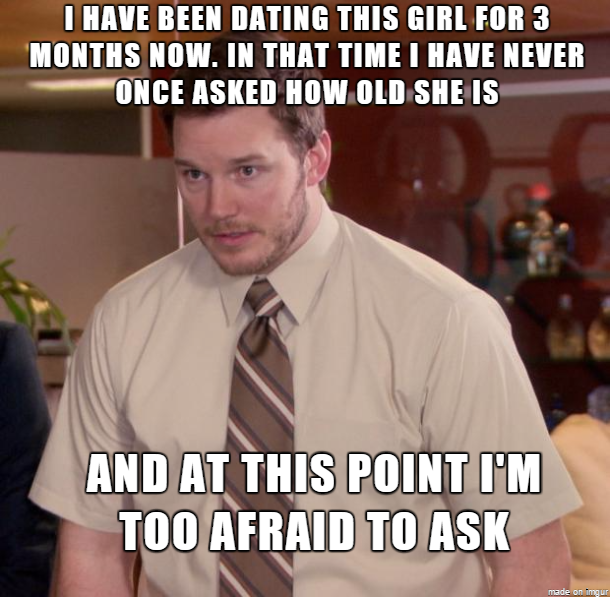 I HAVE BEEN DATING THIS GIRL FOR 3
MONTHS NOW. IN THAT TIME I HAVE NEVER
ONCE ASKED HOW OLD SHE IS
AND AT THIS POINT I'M
TOO AFRAID TO ASK
made on imgur